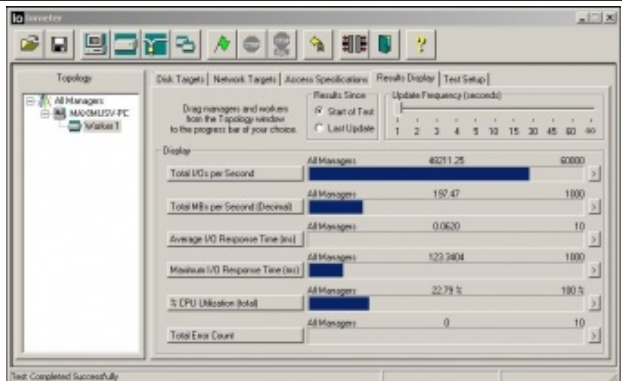 Iometer
Topology
All Managers
MAXIMUSV-PC
Worker 1
Disk Targets
Network Targets
Access Specifications
Results Display
Test Setup
Drag managers and workers
from the Topology window
to the progress bar of your choice.
Results Since
Start of Test
Last Update
Update Frequency (seconds)
1 2 3 4 5 10 15 30 45 60 oo
Display
All Managers 49211.25 60000
Total I/Os per Second
All Managers 197.47 1000
Total MBs per Second (Decimal)
All Managers 0.0620 10
Average I/O Response Time (ms)
All Managers 123.3404 1000
Maximum I/O Response Time (ms)
All Managers 22.79 % 100 %
% CPU Utilization (total)
All Managers 0 10
Total Error Count
Test Completed Successfully